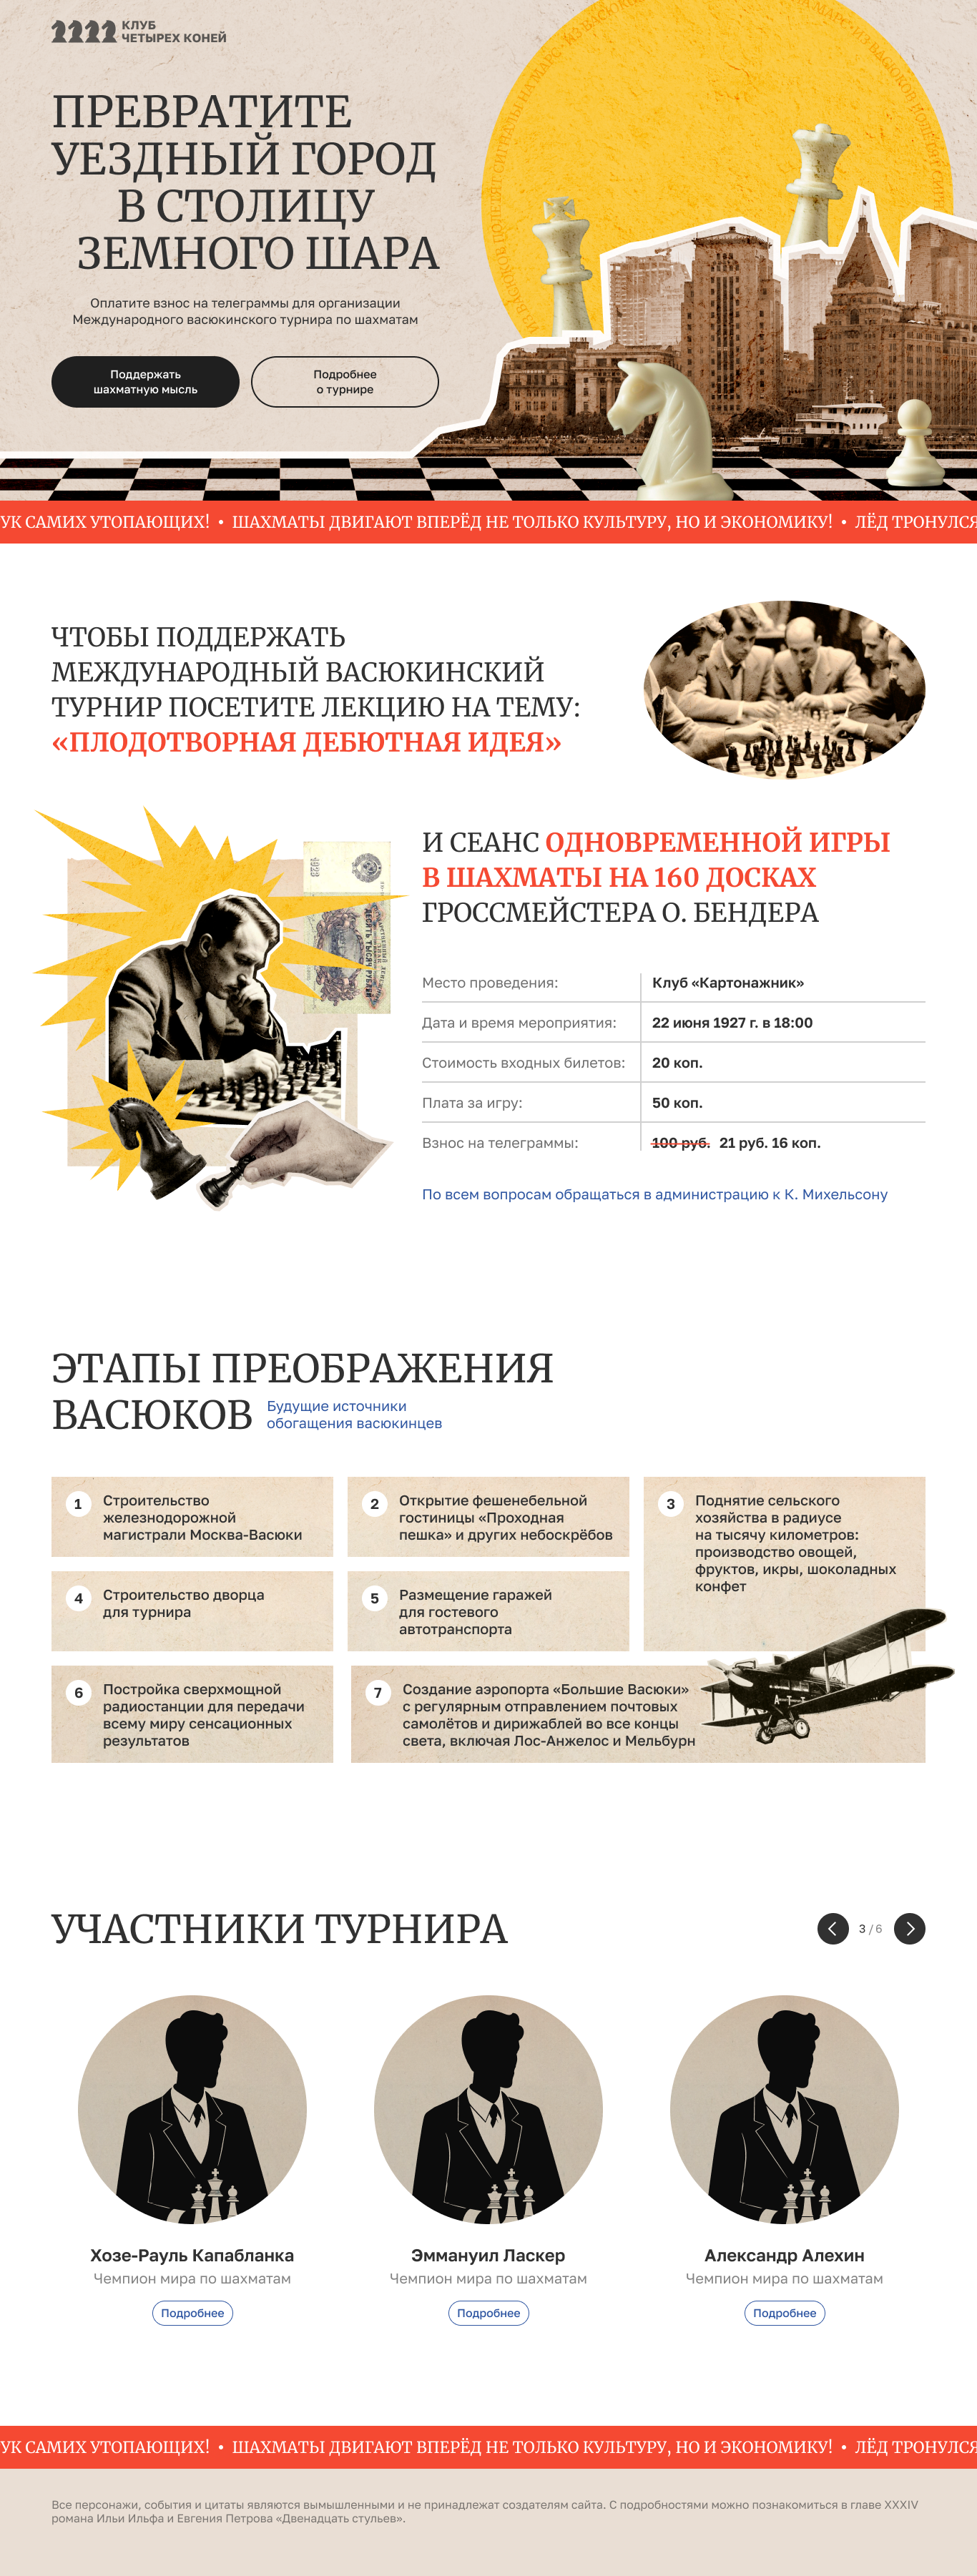 КЛУБ
ЧЕТЫРЕХ КОНЕЙ
ПРЕВРАТИТЕ
УЕЗДНЫЙ ГОРОД
В СТОЛИЦУ
ЗЕМНОГО ШАРА
Оплатите взнос на телеграммы для организации
Международного васюкинского турнира по шахматам
Поддержать
шахматную мысль
Подробнее
о турнире
УК САМИХ УТОПАЮЩИХ! • ШАХМАТЫ ДВИГАЮТ ВПЕРЁД НЕ ТОЛЬКО КУЛЬТУРУ, НО И ЭКОНОМИКУ! • ЛЁД ТРОНУЛСЯ
ЧТОБЫ ПОДДЕРЖАТЬ
МЕЖДУНАРОДНЫЙ ВАСЮКИНСКИЙ
ТУРНИР ПОСЕТИТЕ ЛЕКЦИЮ НА ТЕМУ:
«ПЛОДОТВОРНАЯ ДЕБЮТНАЯ ИДЕЯ»
1923
И СЕАНС ОДНОВРЕМЕННОЙ ИГРЫ
В ШАХМАТЫ НА 160 ДОСКАХ
ГРОССМЕЙСТЕРА О. БЕНДЕРА
Место проведения: Клуб «Картонажник»
Дата и время мероприятия: 22 июня 1927 г. в 18:00
Стоимость входных билетов: 20 коп.
Плата за игру: 50 коп.
Взнос на телеграммы: 100 руб. 21 руб. 16 коп.
По всем вопросам обращаться в администрацию к К. Михельсону
ЭТАПЫ ПРЕОБРАЖЕНИЯ
ВАСЮКОВ
Будущие источники
обогащения васюкинцев
1 Строительство
железнодорожной
магистрали Москва-Васюки
2 Открытие фешенебельной
гостиницы «Проходная
пешка» и других небоскрёбов
3 Поднятие сельского
хозяйства в радиусе
на тысячу километров:
производство овощей,
фруктов, икры, шоколадных
конфет
4 Строительство дворца
для турнира
5 Размещение гаражей
для гостевого
автотранспорта
6 Постройка сверхмощной
радиостанции для передачи
всему миру сенсационных
результатов
7 Создание аэропорта «Большие Васюки»
с регулярным отправлением почтовых
самолётов и дирижаблей во все концы
света, включая Лос-Анжелос и Мельбурн
УЧАСТНИКИ ТУРНИРА
3 / 6
Хозе-Рауль Капабланка
Чемпион мира по шахматам
Подробнее
Эммануил Ласкер
Чемпион мира по шахматам
Подробнее
Александр Алехин
Чемпион мира по шахматам
Подробнее
УК САМИХ УТОПАЮЩИХ! • ШАХМАТЫ ДВИГАЮТ ВПЕРЁД НЕ ТОЛЬКО КУЛЬТУРУ, НО И ЭКОНОМИКУ! • ЛЁД ТРОНУЛСЯ
Все персонажи, события и цитаты являются вымышленными и не принадлежат создателям сайта. С подробностями можно познакомиться в главе XXXIV
романа Ильи Ильфа и Евгения Петрова «Двенадцать стульев».